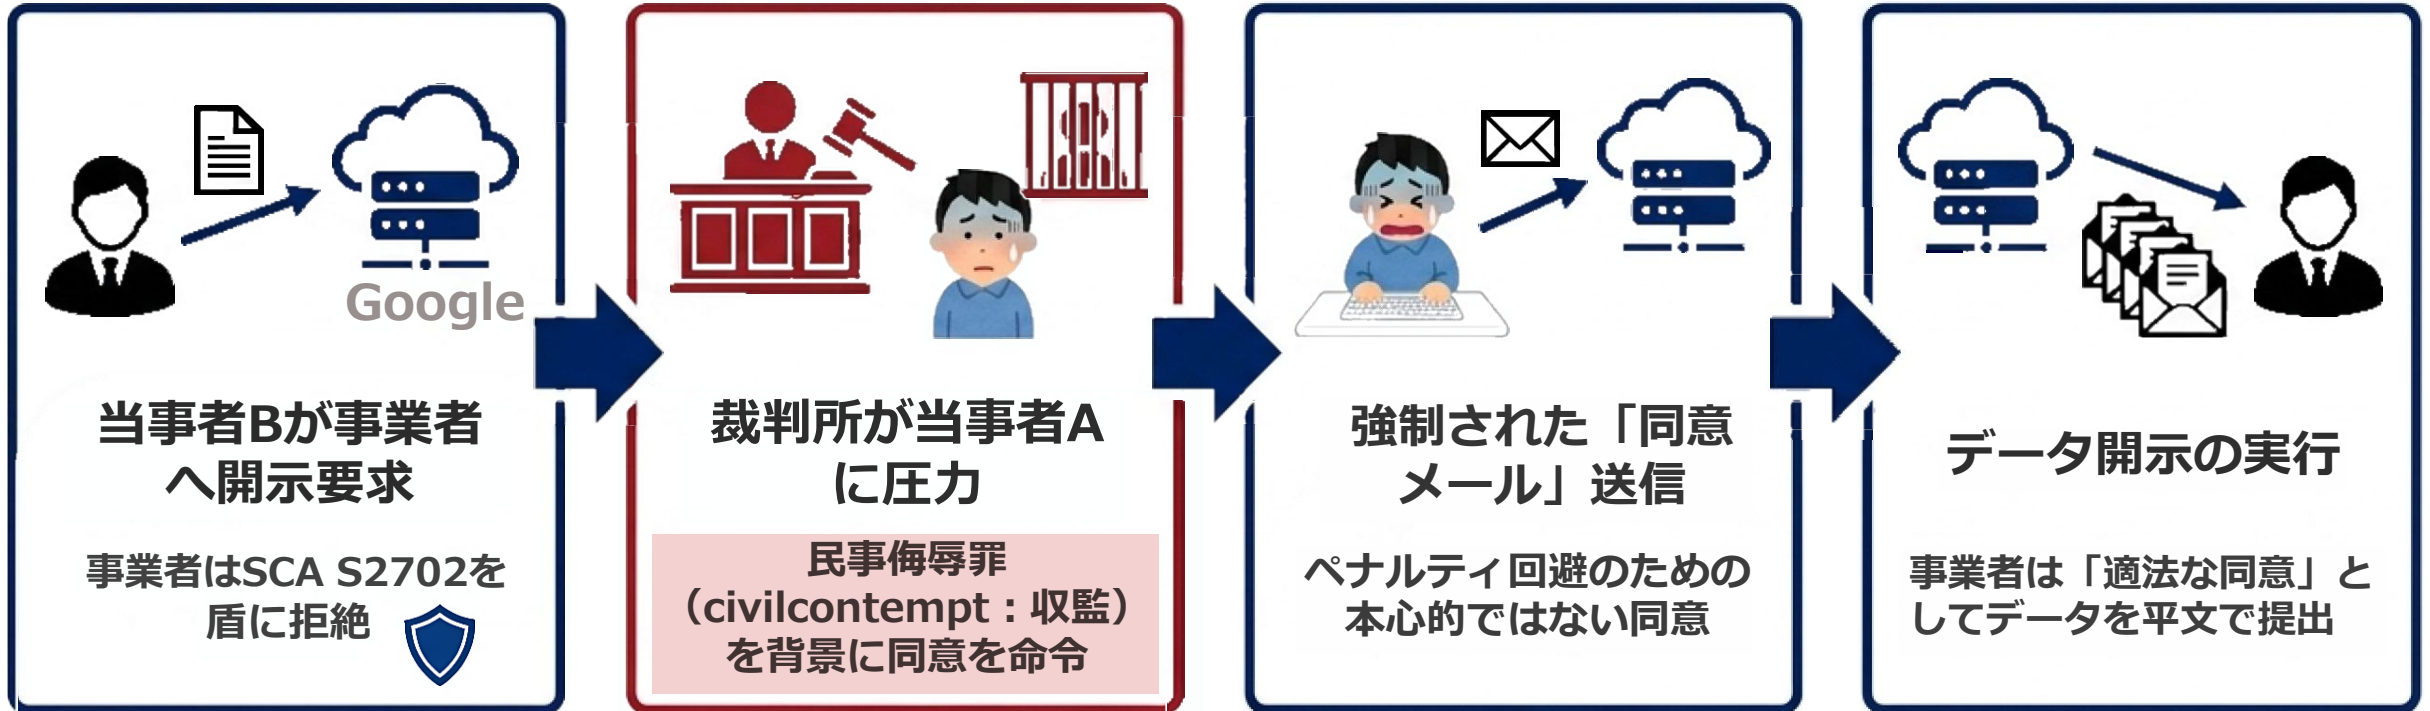 Google
当事者Bが事業者
へ開示要求
事業者はSCA S2702を
盾に拒絶
裁判所が当事者A
に圧力
民事侮辱罪
（civilcontempt：収監）
を背景に同意を命令
強制された「同意
メール」送信
ペナルティ回避のための
本心的ではない同意
データ開示の実行
事業者は「適法な同意」と
してデータを平文で提出